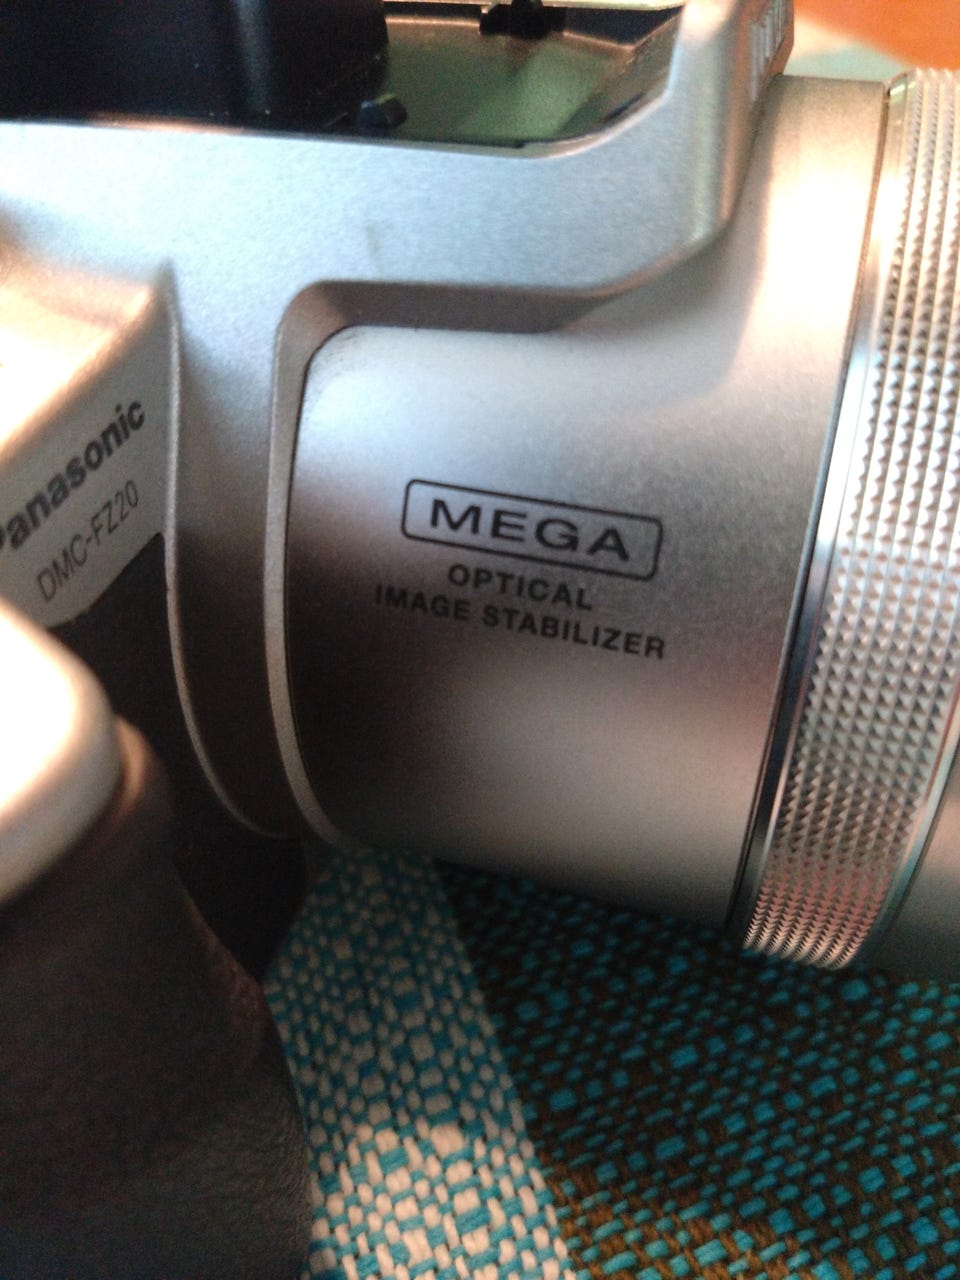 Panasonic
DMC-FZ20
MEGA
OPTICAL
IMAGE STABILIZER